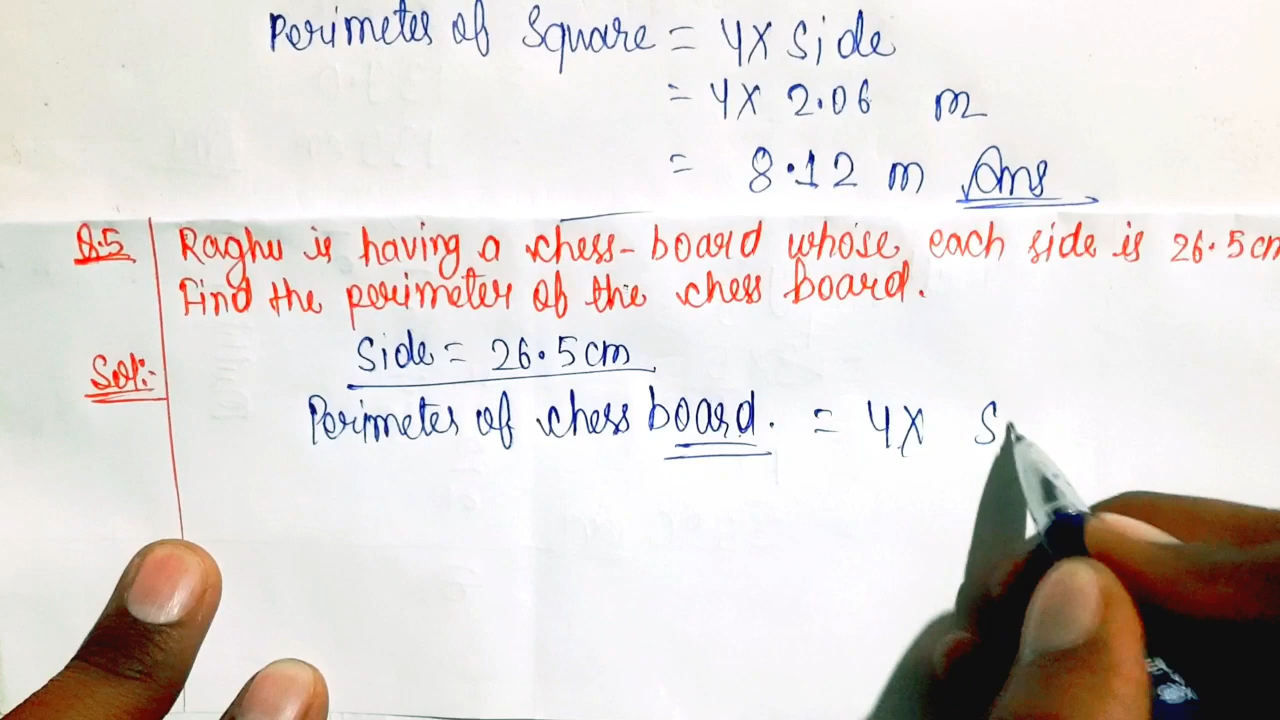 Perimeter of Square = 4X Side
= 4X 2.06 m
= 8.12 m Ans
Q.5 Raghu is having a chess-board whose each side is 26.5cm
Find the perimeter of the chess board.
Sol:- Side = 26.5cm
Perimeter of chess board. = 4X S